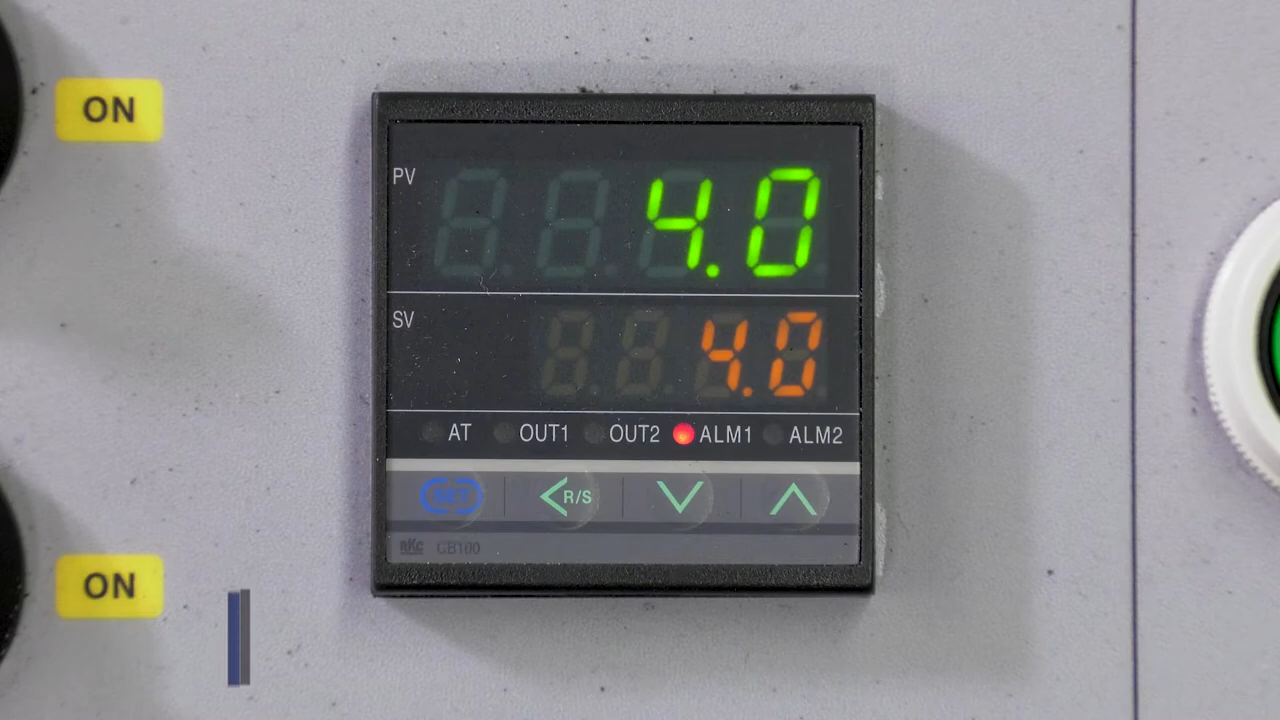 ON
PV 4.0
SV 4.0
AT OUT1 OUT2 ALM1 ALM2
SET R/S
RKC CB100
ON